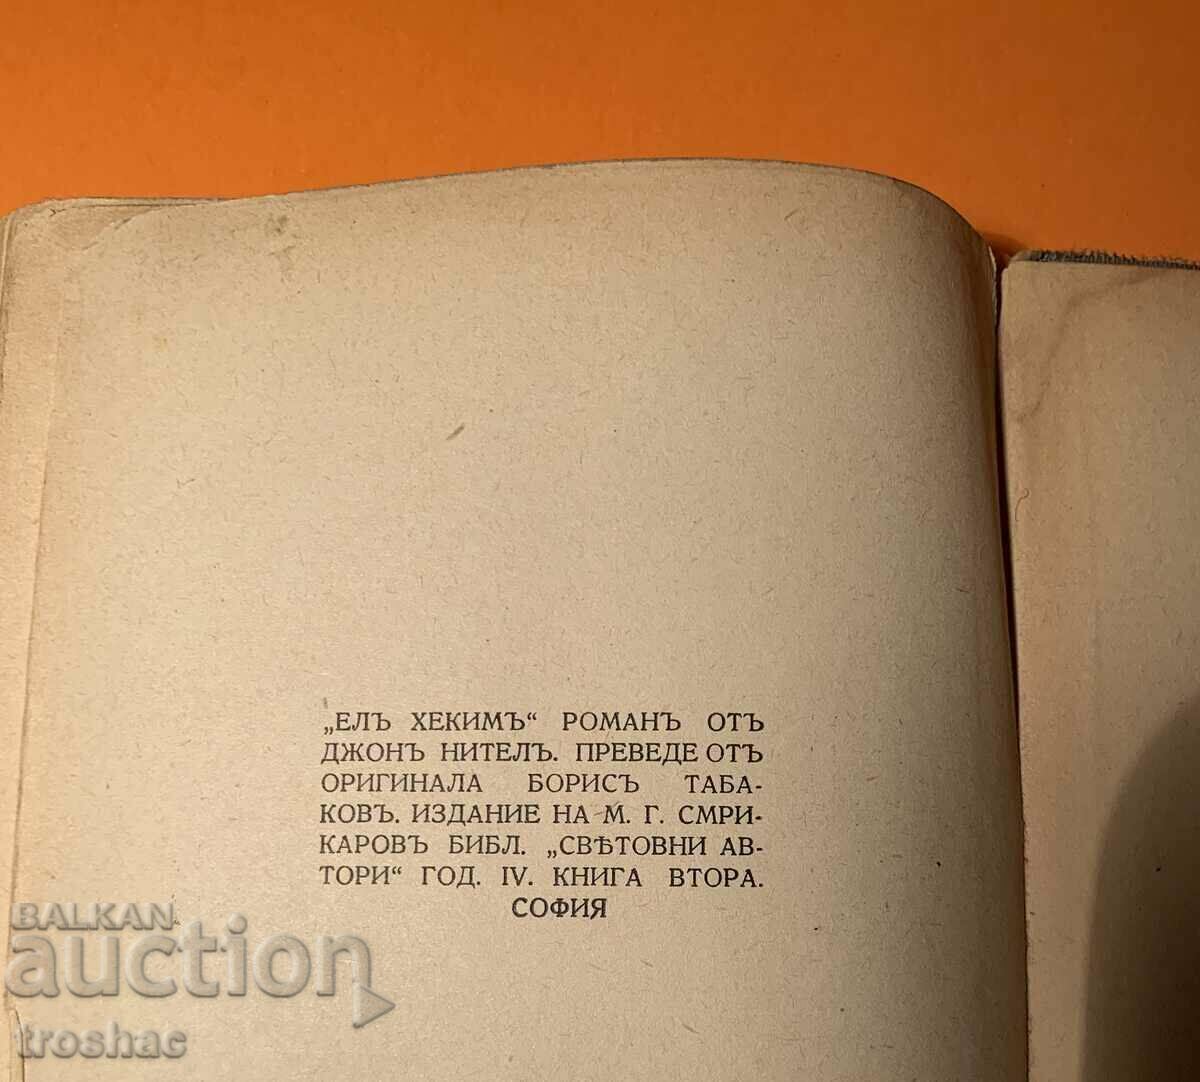 „ЕЛЪ ХЕКИМЪ“ РОМАНЪ ОТЪ
ДЖОНЪ НИТЕЛЪ. ПРЕВЕДЕ ОТЪ
ОРИГИНАЛА БОРИСЪ ТАБА-
КОВЪ. ИЗДАНИЕ НА М. Г. СМРИ-
КАРОВЪ БИБЛ. „СВѢТОВНИ АВ-
ТОРИ“ ГОД. IV. КНИГА ВТОРА.
СОФИЯ
BALKAN
auction
troshac